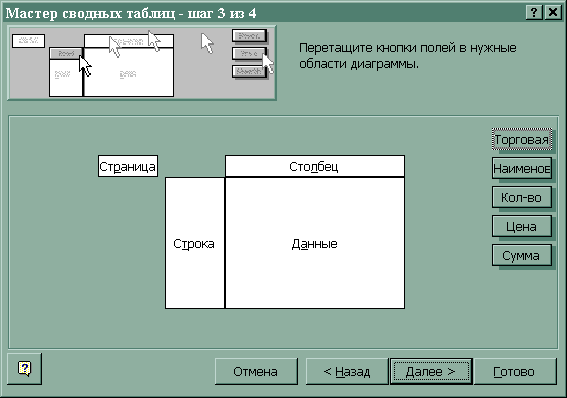 Мастер сводных таблиц - шаг 3 из 4
Перетащите кнопки полей в нужные
области диаграммы.
Торговая
Страница
Столбец
Наименов
Кол-во
Строка
Данные
Цена
Сумма
Отмена
< Назад
Далее >
Готово